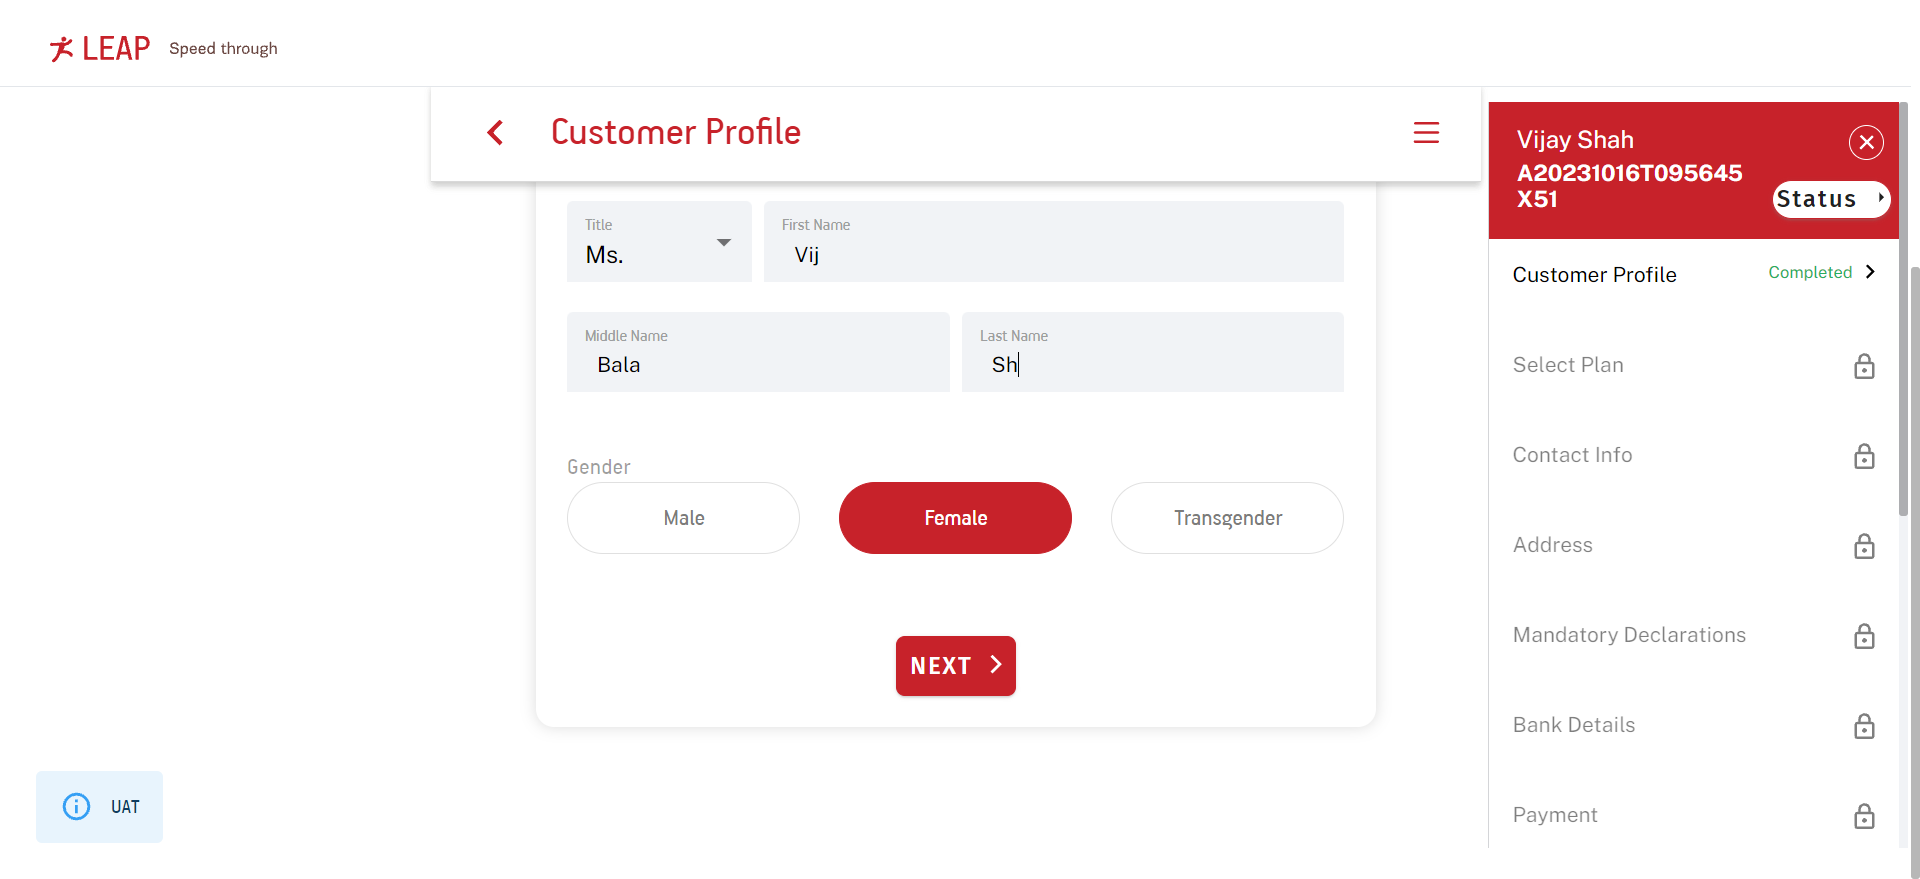 LEAP Speed through
Customer Profile
Title
Ms.
First Name
Vij
Middle Name
Bala
Last Name
Sh
Gender
Male
Female
Transgender
NEXT
UAT
Vijay Shah
A20231016T095645
X51
Status
Customer Profile
Completed
Select Plan
Contact Info
Address
Mandatory Declarations
Bank Details
Payment